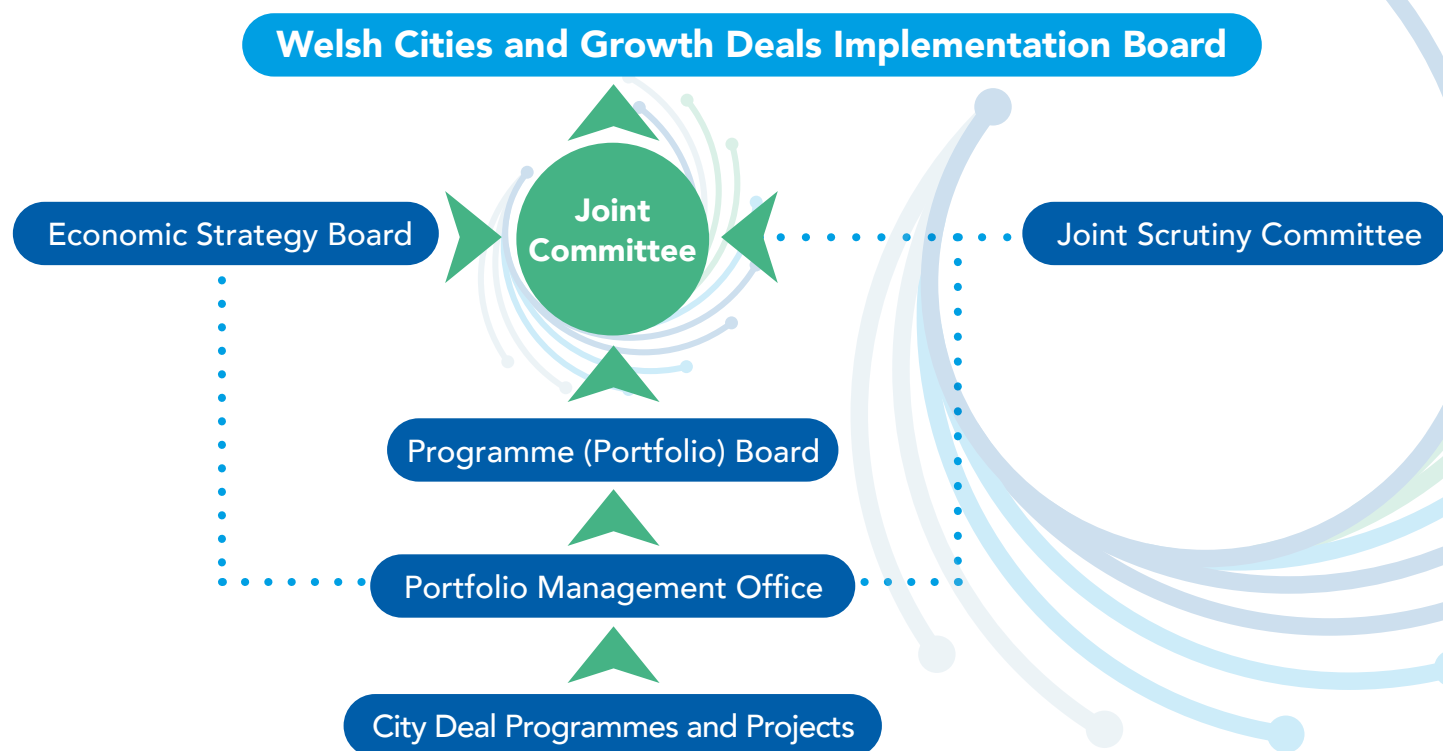 Welsh Cities and Growth Deals Implementation Board
Joint
Committee
Economic Strategy Board
Joint Scrutiny Committee
Programme (Portfolio) Board
Portfolio Management Office
City Deal Programmes and Projects